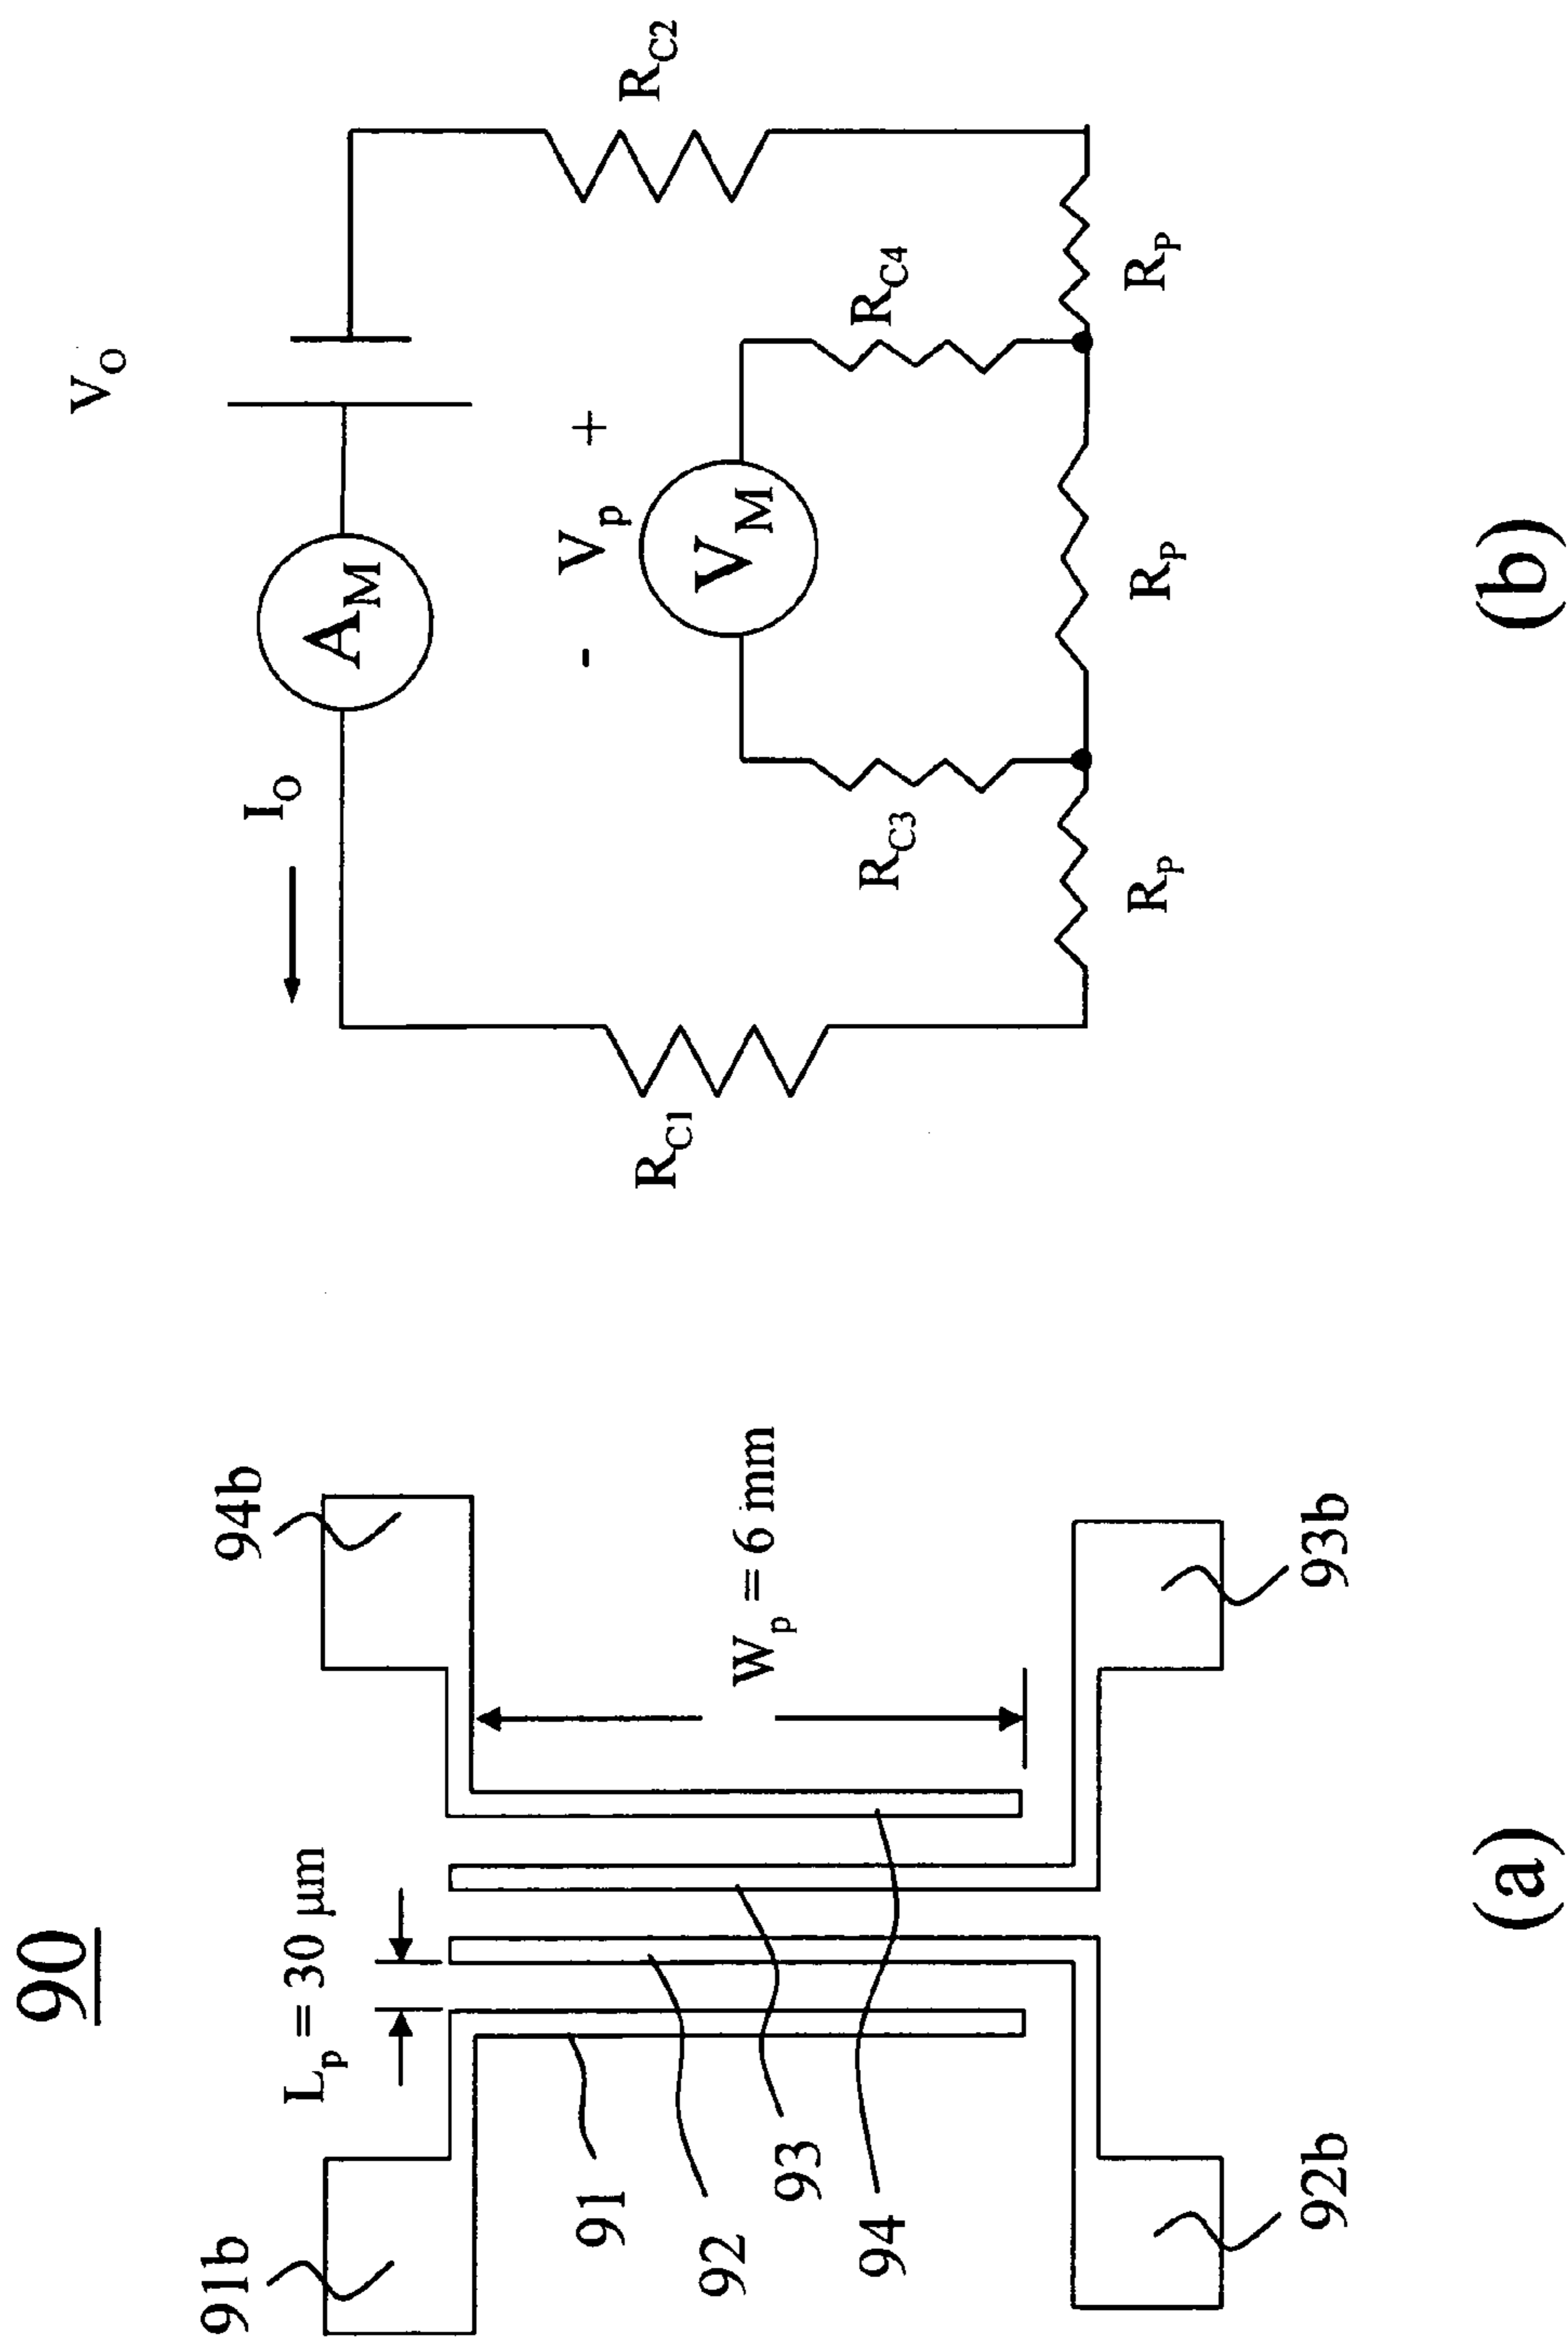 90
91b
94b
L_p = 30 µm
W_p = 6 mm
91
92
93
94
92b
93b
(a)
V_O
I_O
A_M
R_C1
R_C2
- V_p +
V_M
R_C3
R_C4
R_P
R_P
R_P
(b)